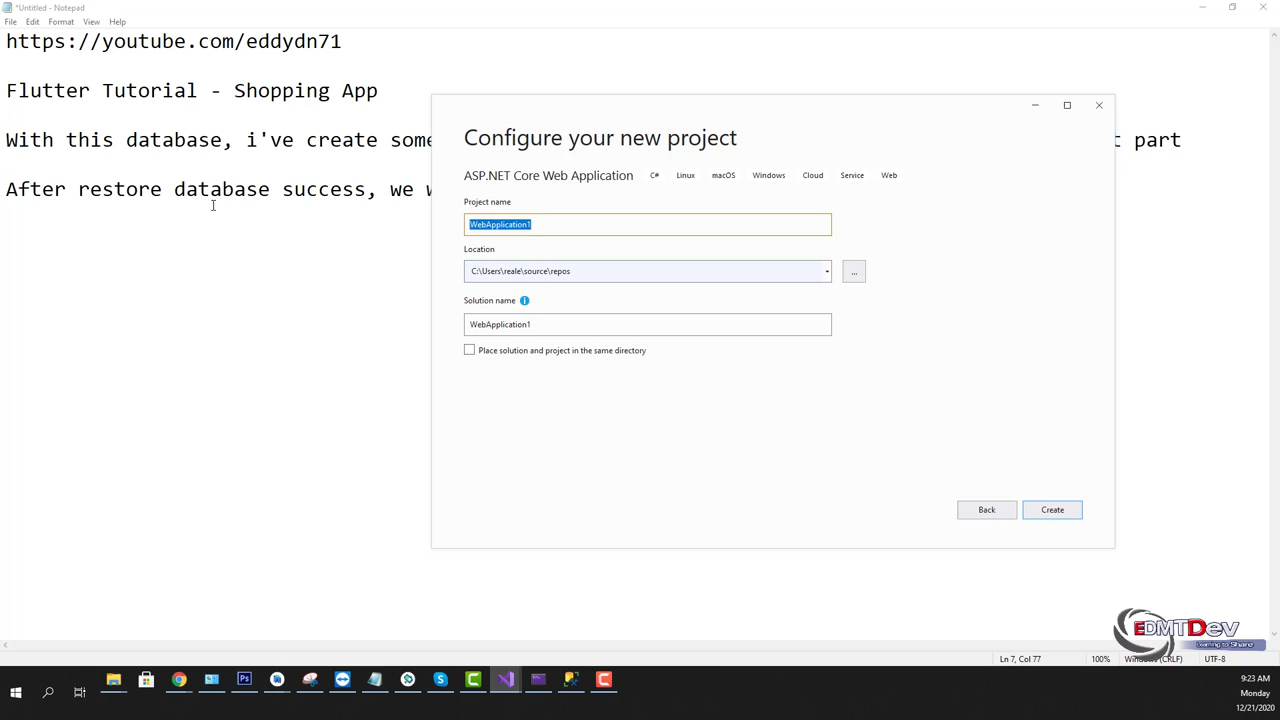 *Untitled - Notepad
File Edit Format View Help
https://youtube.com/eddydn71
Flutter Tutorial - Shopping App
With this database, i've create some
t part
After restore database success, we w
Configure your new project
ASP.NET Core Web Application C# Linux macOS Windows Cloud Service Web
Project name
WebApplication1
Location
C:\Users\reale\source\repos
...
Solution name
WebApplication1
Place solution and project in the same directory
Back Create
EDMTDev
Learning to Share
Ln 7, Col 77 100% Windows (CRLF) UTF-8
9:23 AM
Monday
12/21/2020